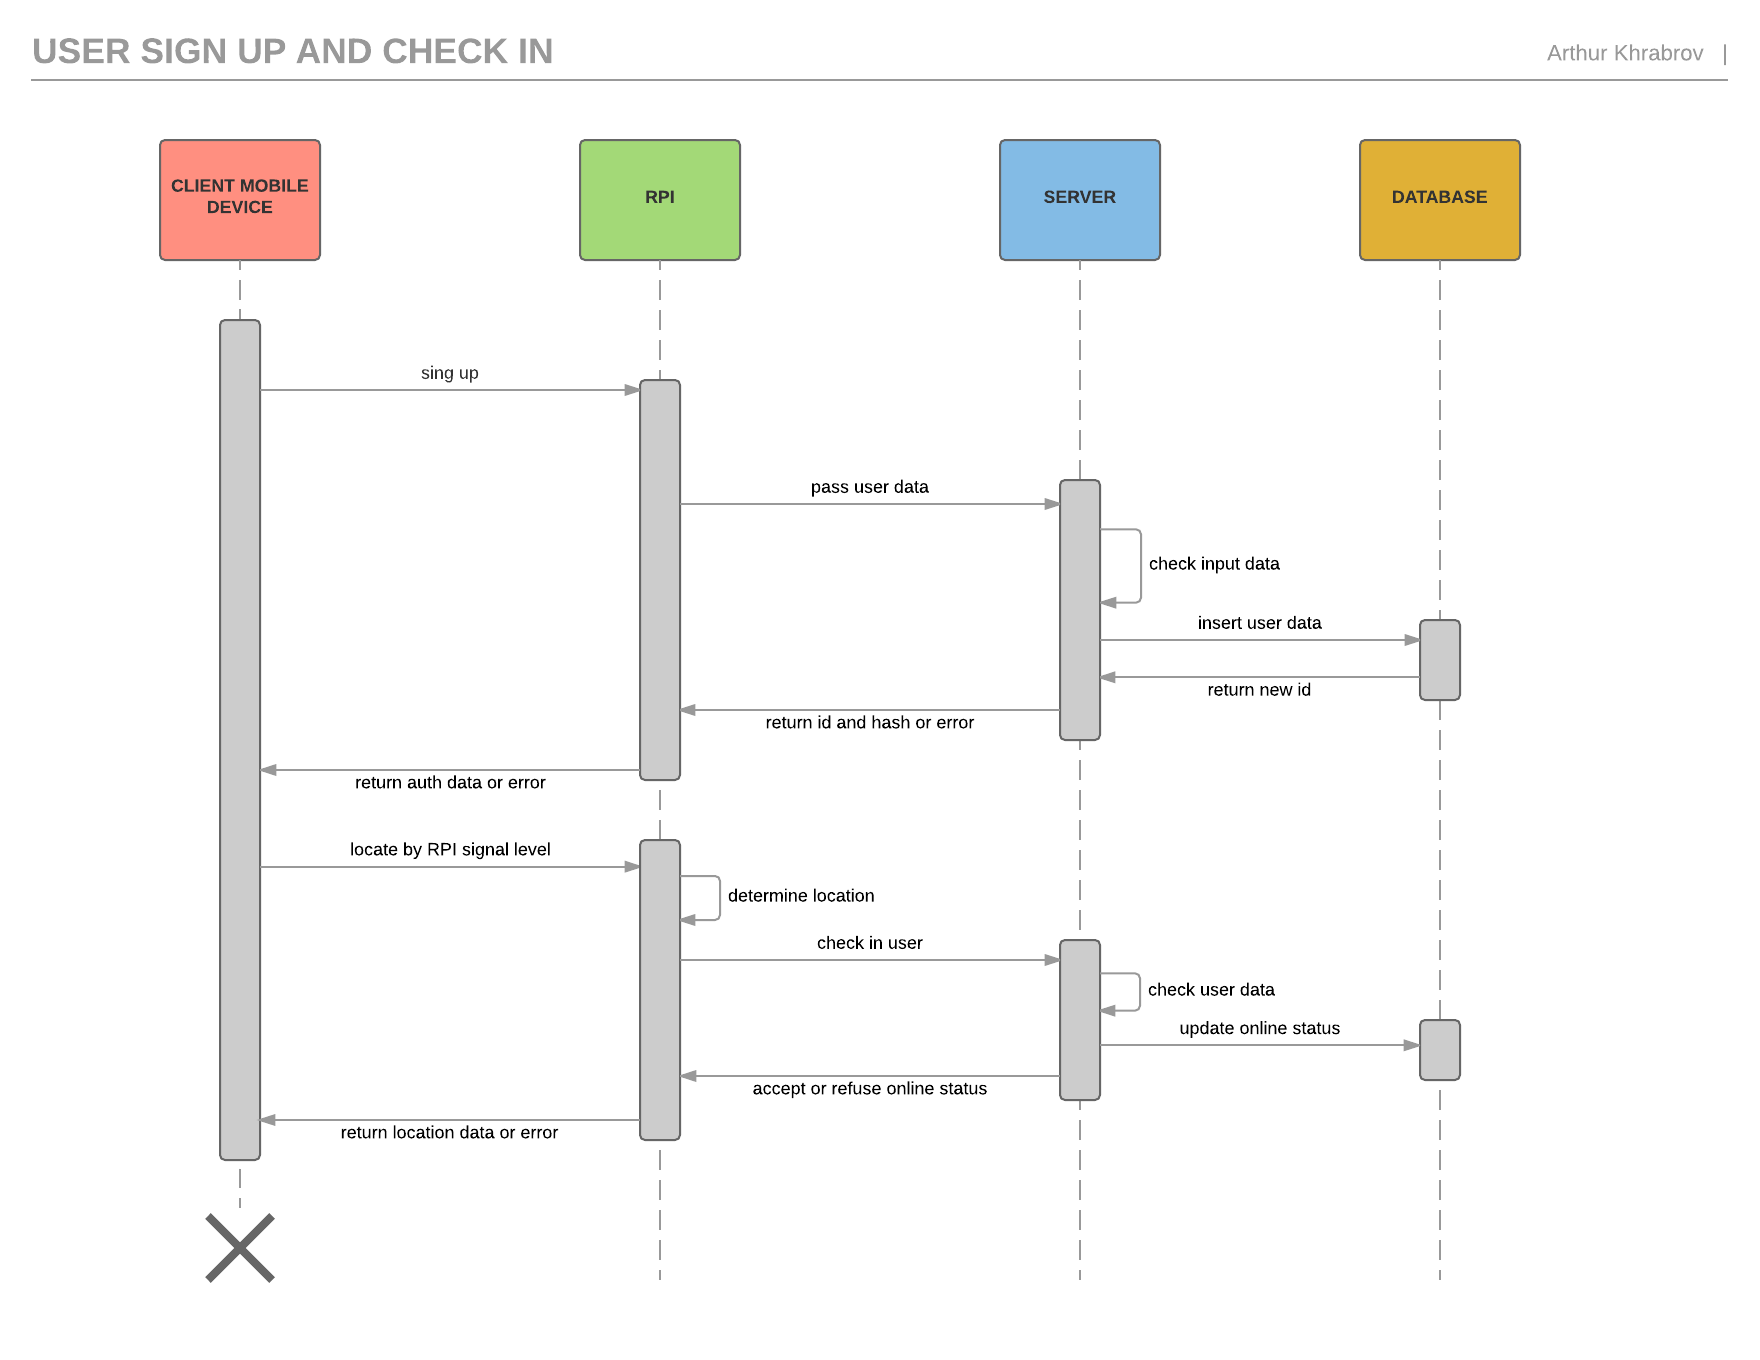 USER SIGN UP AND CHECK IN
Arthur Khrabrov |
CLIENT MOBILE
DEVICE
RPI
SERVER
DATABASE
sing up
pass user data
check input data
insert user data
return new id
return id and hash or error
return auth data or error
locate by RPI signal level
determine location
check in user
check user data
update online status
accept or refuse online status
return location data or error